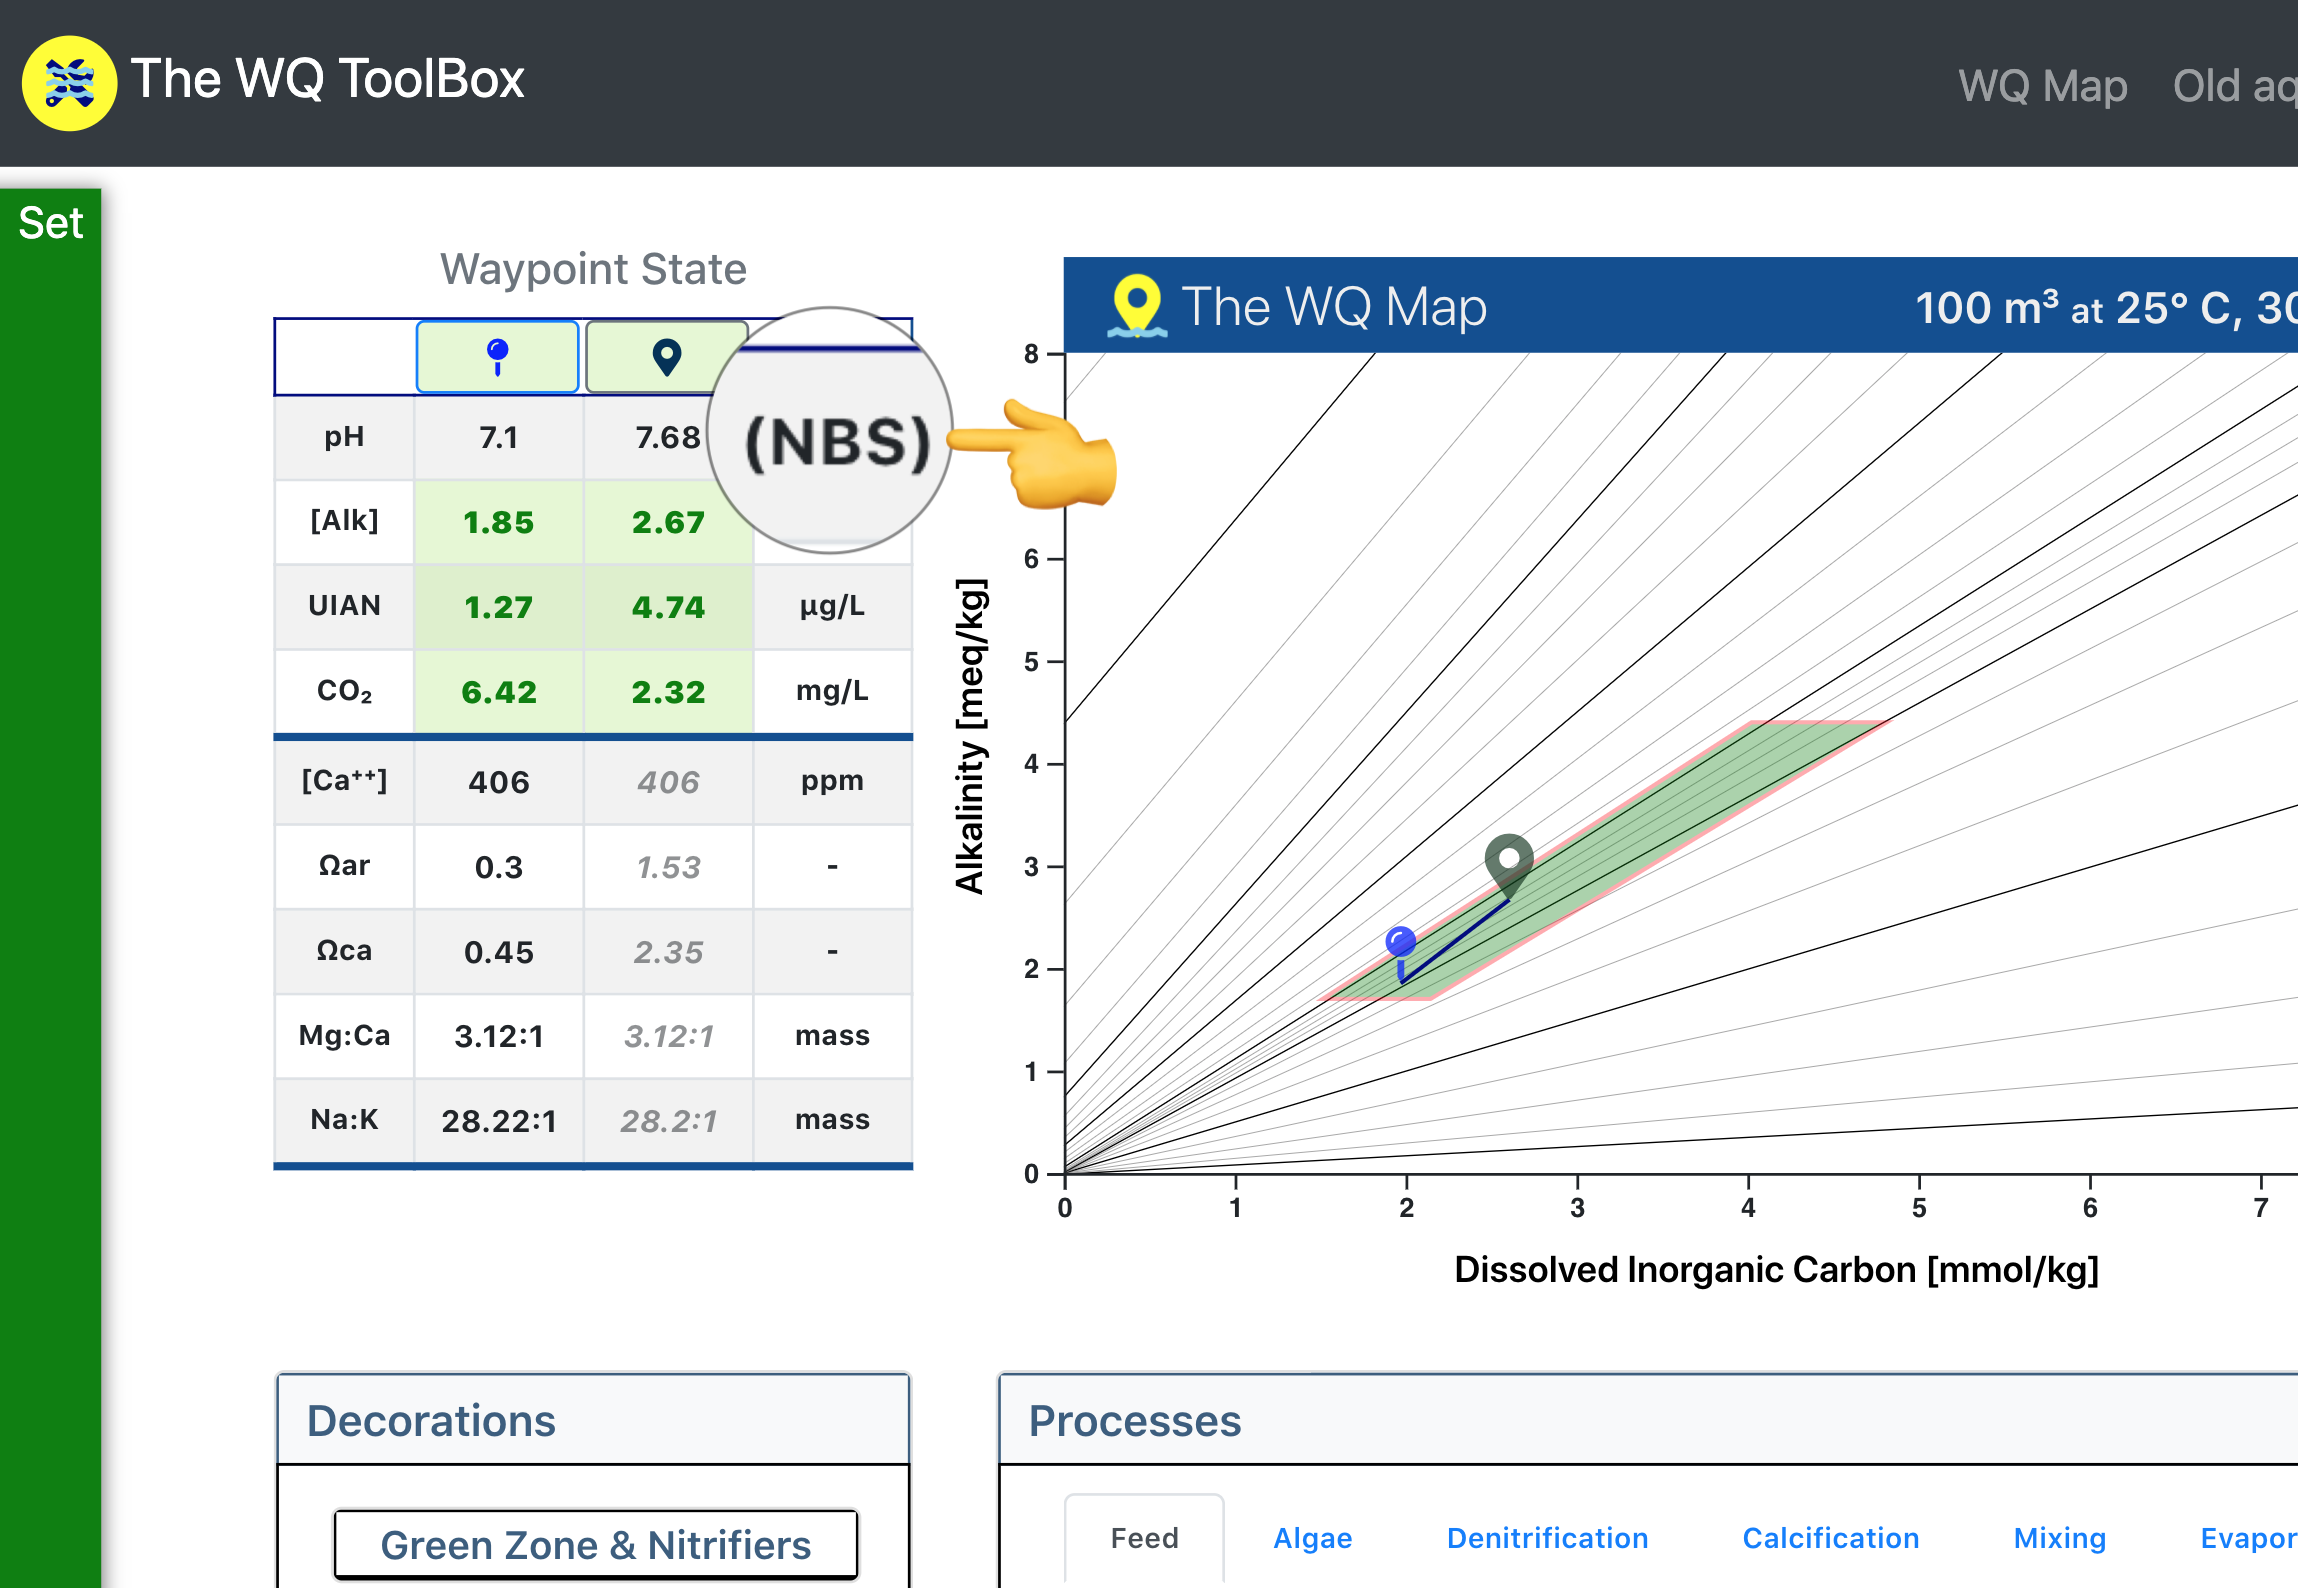 The WQ ToolBox
WQ Map Old aq
Set
Waypoint State
pH 7.1 7.68 (NBS)
[Alk] 1.85 2.67
UIAN 1.27 4.74 µg/L
CO₂ 6.42 2.32 mg/L
[Ca⁺⁺] 406 406 ppm
Ωar 0.3 1.53 -
Ωca 0.45 2.35 -
Mg:Ca 3.12:1 3.12:1 mass
Na:K 28.22:1 28.2:1 mass
The WQ Map 100 m³ at 25° C, 30
Alkalinity [meq/kg]
8
6
5
4
3
2
1
0
0 1 2 3 4 5 6 7
Dissolved Inorganic Carbon [mmol/kg]
Decorations
Green Zone & Nitrifiers
Processes
Feed Algae Denitrification Calcification Mixing Evapor